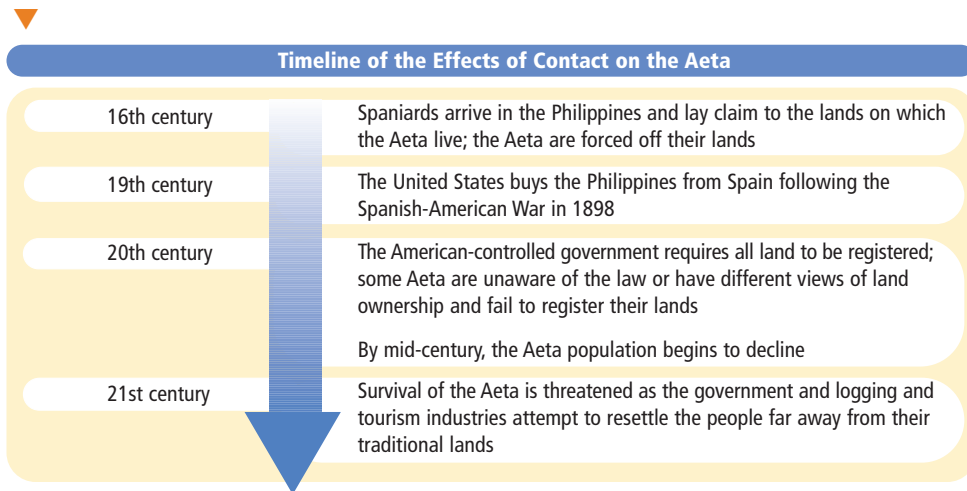 Timeline of the Effects of Contact on the Aeta
16th century
Spaniards arrive in the Philippines and lay claim to the lands on which
the Aeta live; the Aeta are forced off their lands
19th century
The United States buys the Philippines from Spain following the
Spanish-American War in 1898
20th century
The American-controlled government requires all land to be registered;
some Aeta are unaware of the law or have different views of land
ownership and fail to register their lands
By mid-century, the Aeta population begins to decline
21st century
Survival of the Aeta is threatened as the government and logging and
tourism industries attempt to resettle the people far away from their
traditional lands